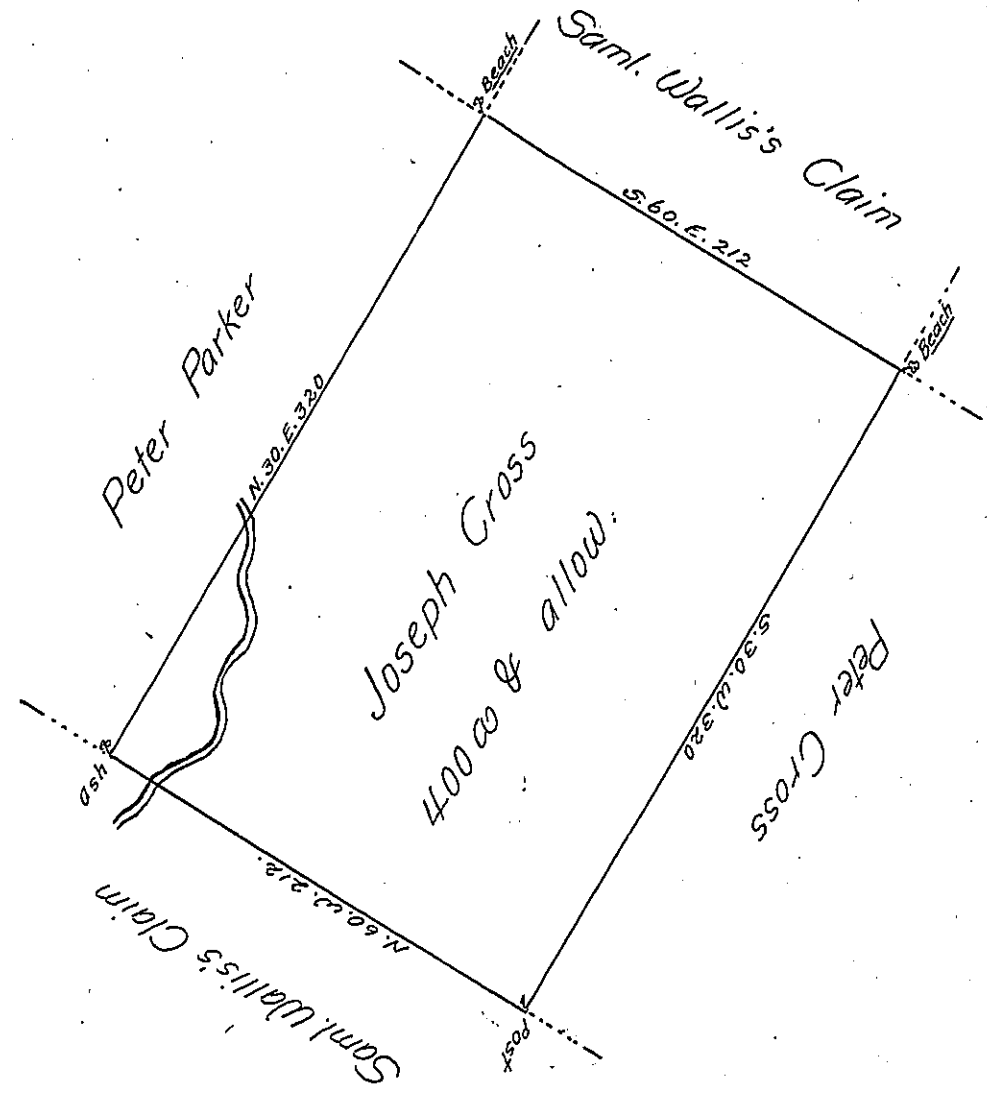 Beach
Saml. Wallis's Claim
S. 60. E. 212
Beach
Peter Parker
N. 30. E. 320
Joseph Cross
400 a & allow.
S. 30. W. 320
Peter Cross
Ash
N. 60. W. 212.
Saml. Wallis's Claim
Post